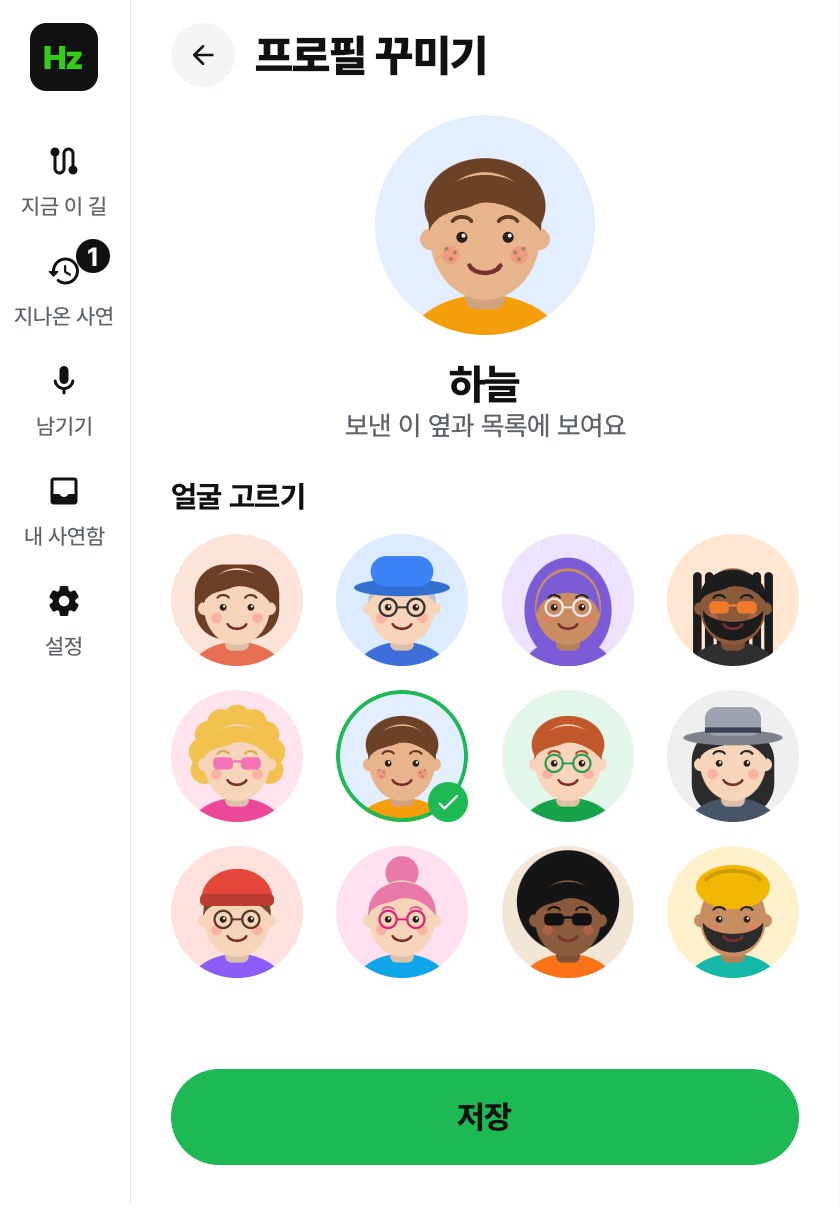 Hz
프로필 꾸미기
지금 이 길
1
지나온 사연
남기기
내 사연함
설정
하늘
보낸 이 옆과 목록에 보여요
얼굴 고르기
저장